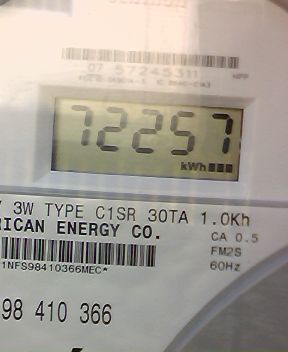 07 57245311
72257
kWh
3W TYPE C1SR 30TA 1.0Kh
RICAN ENERGY CO.
CA 0.5
FM2S
1NFS98410366MEC*
60Hz
98 410 366